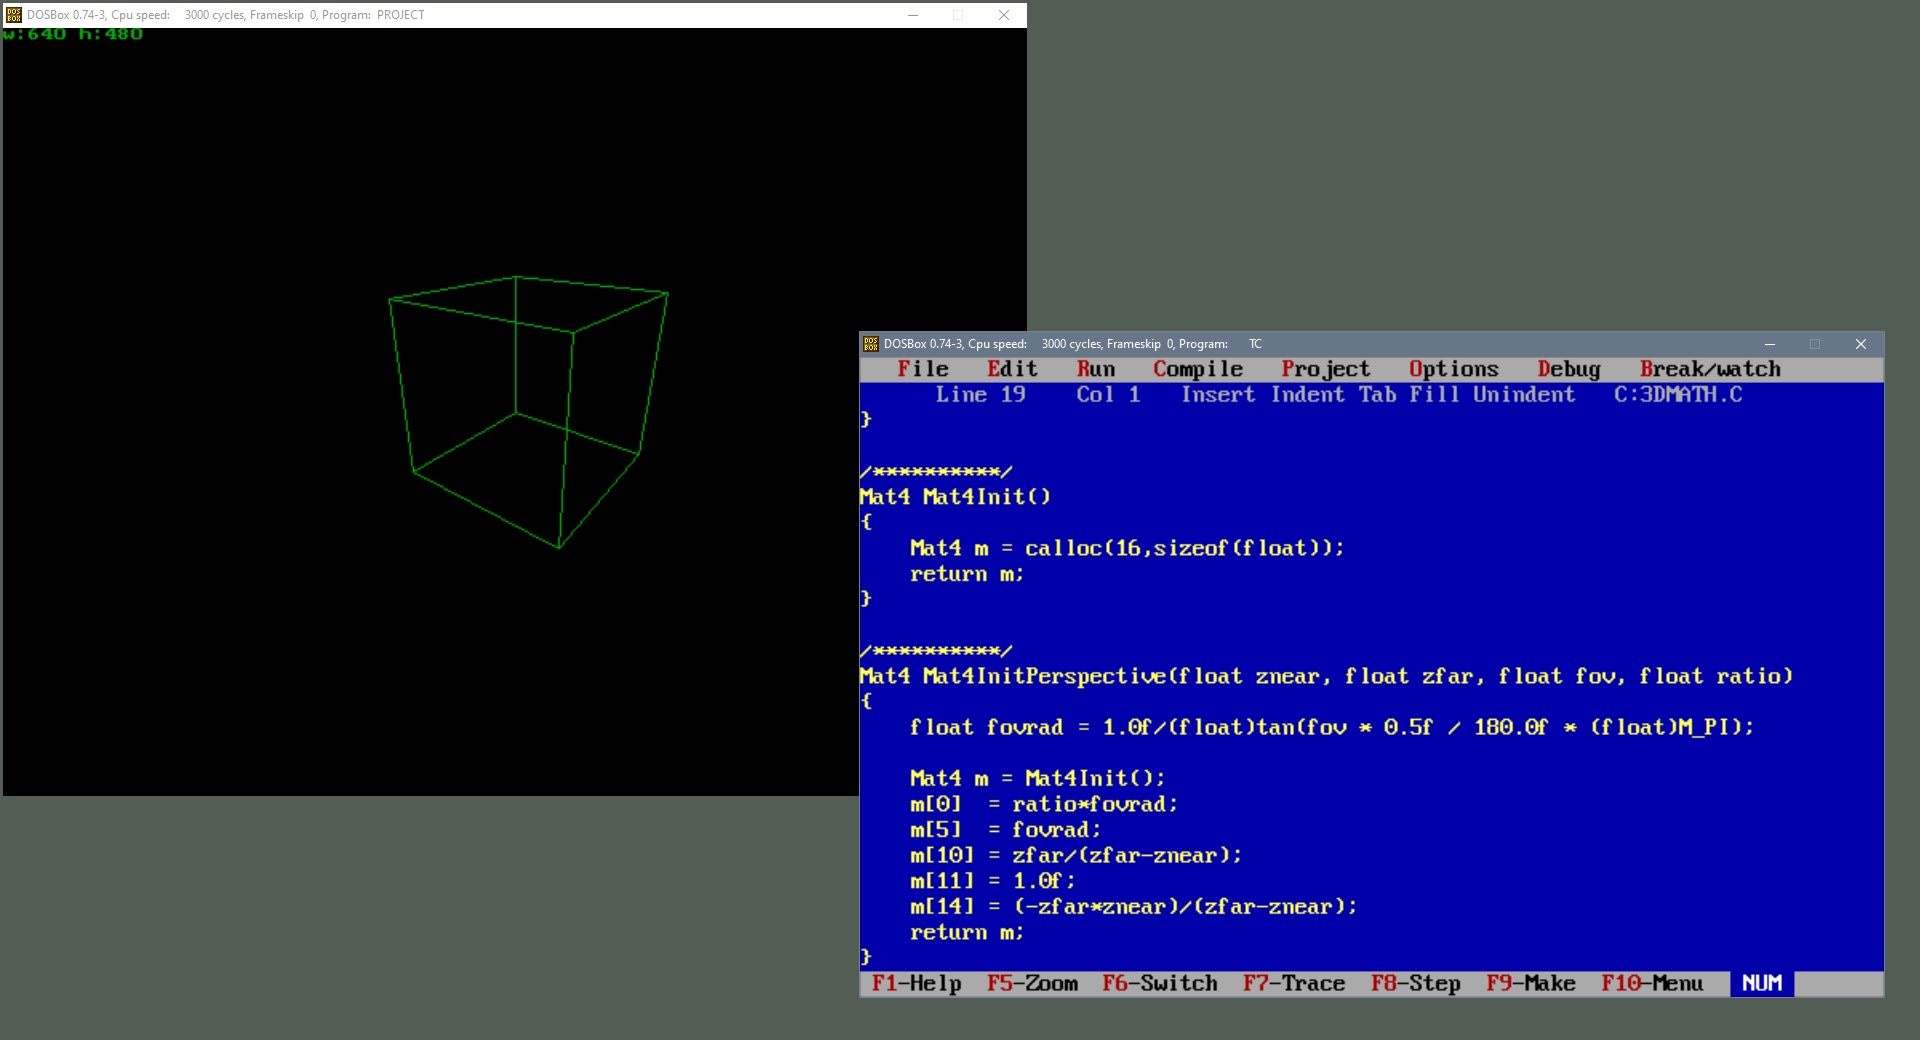 DOSBox 0.74-3, Cpu speed: 3000 cycles, Frameskip 0, Program: PROJECT
w:640 h:480
DOSBox 0.74-3, Cpu speed: 3000 cycles, Frameskip 0, Program: TC
File Edit Run Compile Project Options Debug Break/watch
Line 19 Col 1 Insert Indent Tab Fill Unindent C:3DMATH.C
}
/**********/
Mat4 Mat4Init()
{
    Mat4 m = calloc(16,sizeof(float));
    return m;
}
/**********/
Mat4 Mat4InitPerspective(float znear, float zfar, float fov, float ratio)
{
    float fovrad = 1.0f/(float)tan(fov * 0.5f / 180.0f * (float)M_PI);
    Mat4 m = Mat4Init();
    m[0]  = ratio*fovrad;
    m[5]  = fovrad;
    m[10] = zfar/(zfar-znear);
    m[11] = 1.0f;
    m[14] = (-zfar*znear)/(zfar-znear);
    return m;
}
F1-Help F5-Zoom F6-Switch F7-Trace F8-Step F9-Make F10-Menu NUM